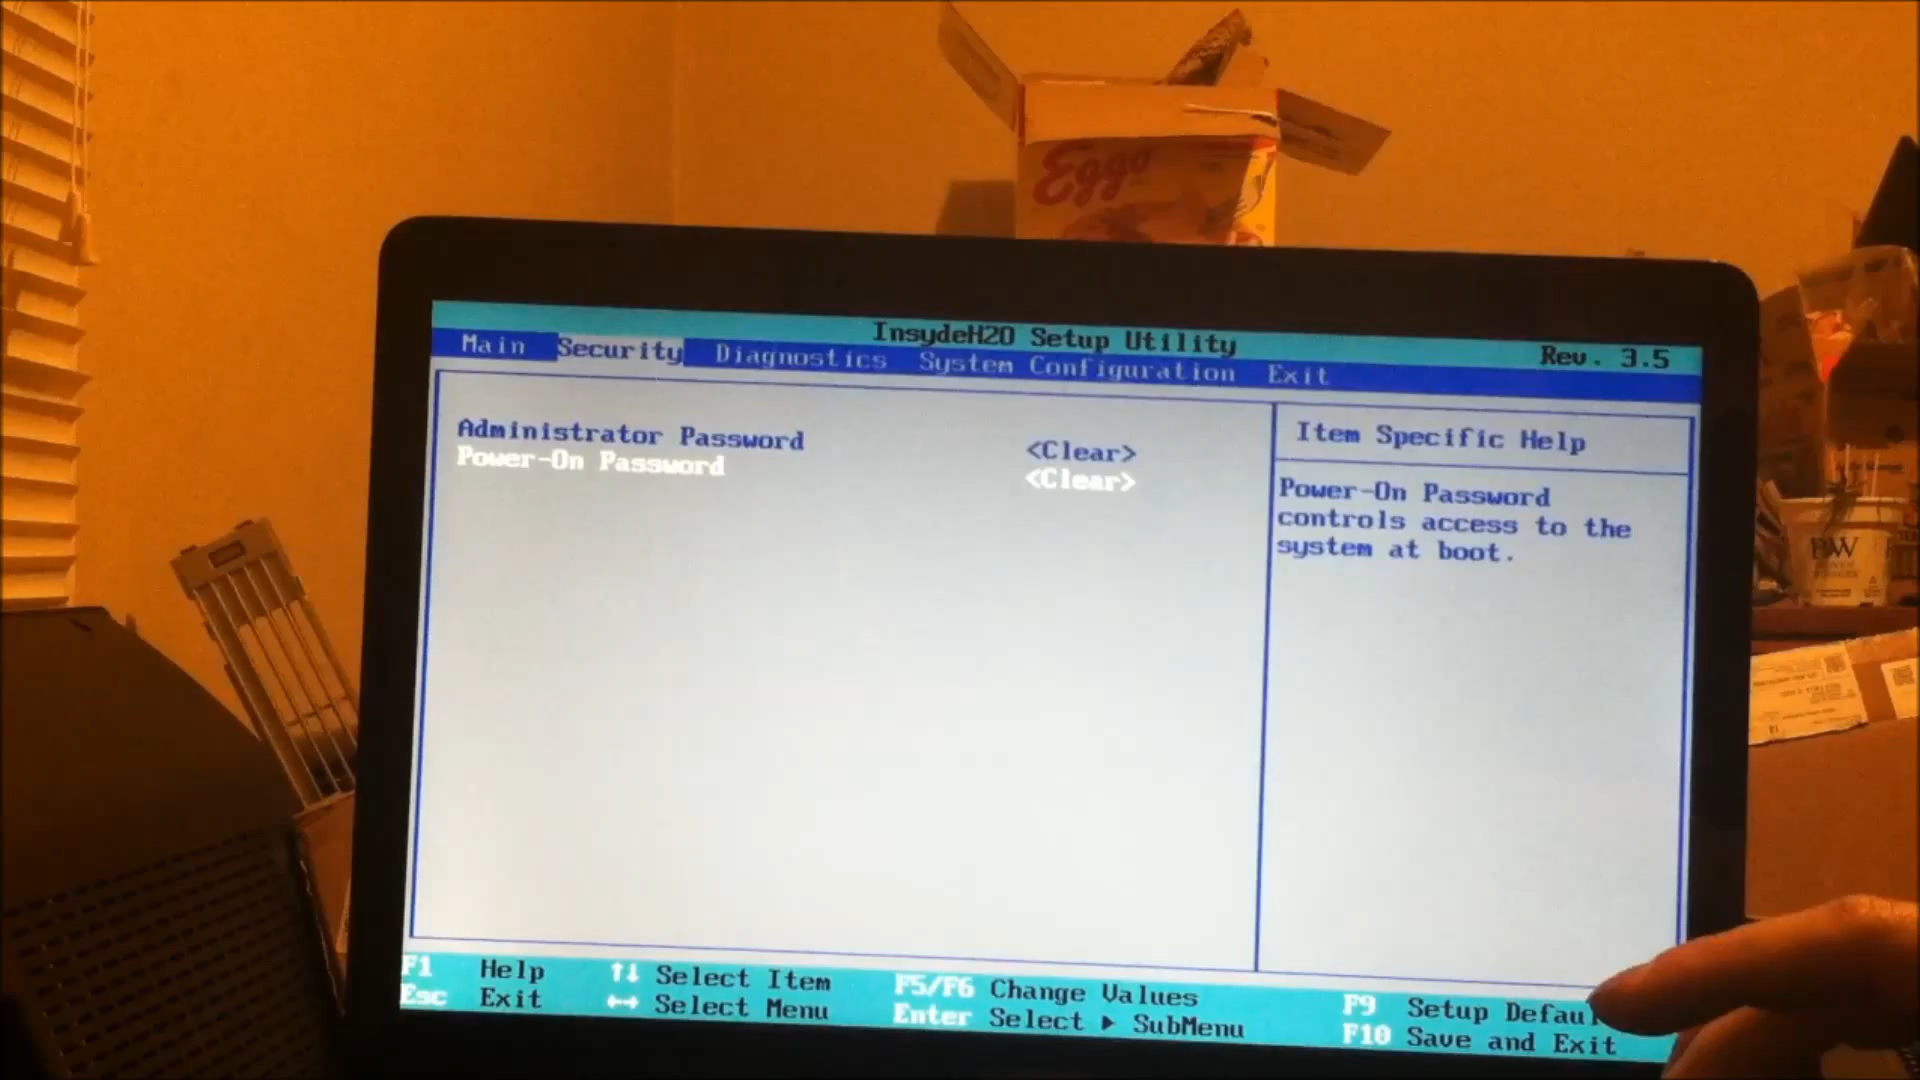 Eggo
InsydeH2O Setup Utility
Rev. 3.5
Main Security Diagnostics System Configuration Exit
Administrator Password <Clear>
Power-On Password <Clear>
Item Specific Help
Power-On Password
controls access to the
system at boot.
F1 Help ↑↓ Select Item F5/F6 Change Values F9 Setup Defau
Esc Exit ↔ Select Menu Enter Select ▶ SubMenu F10 Save and Exit
BW